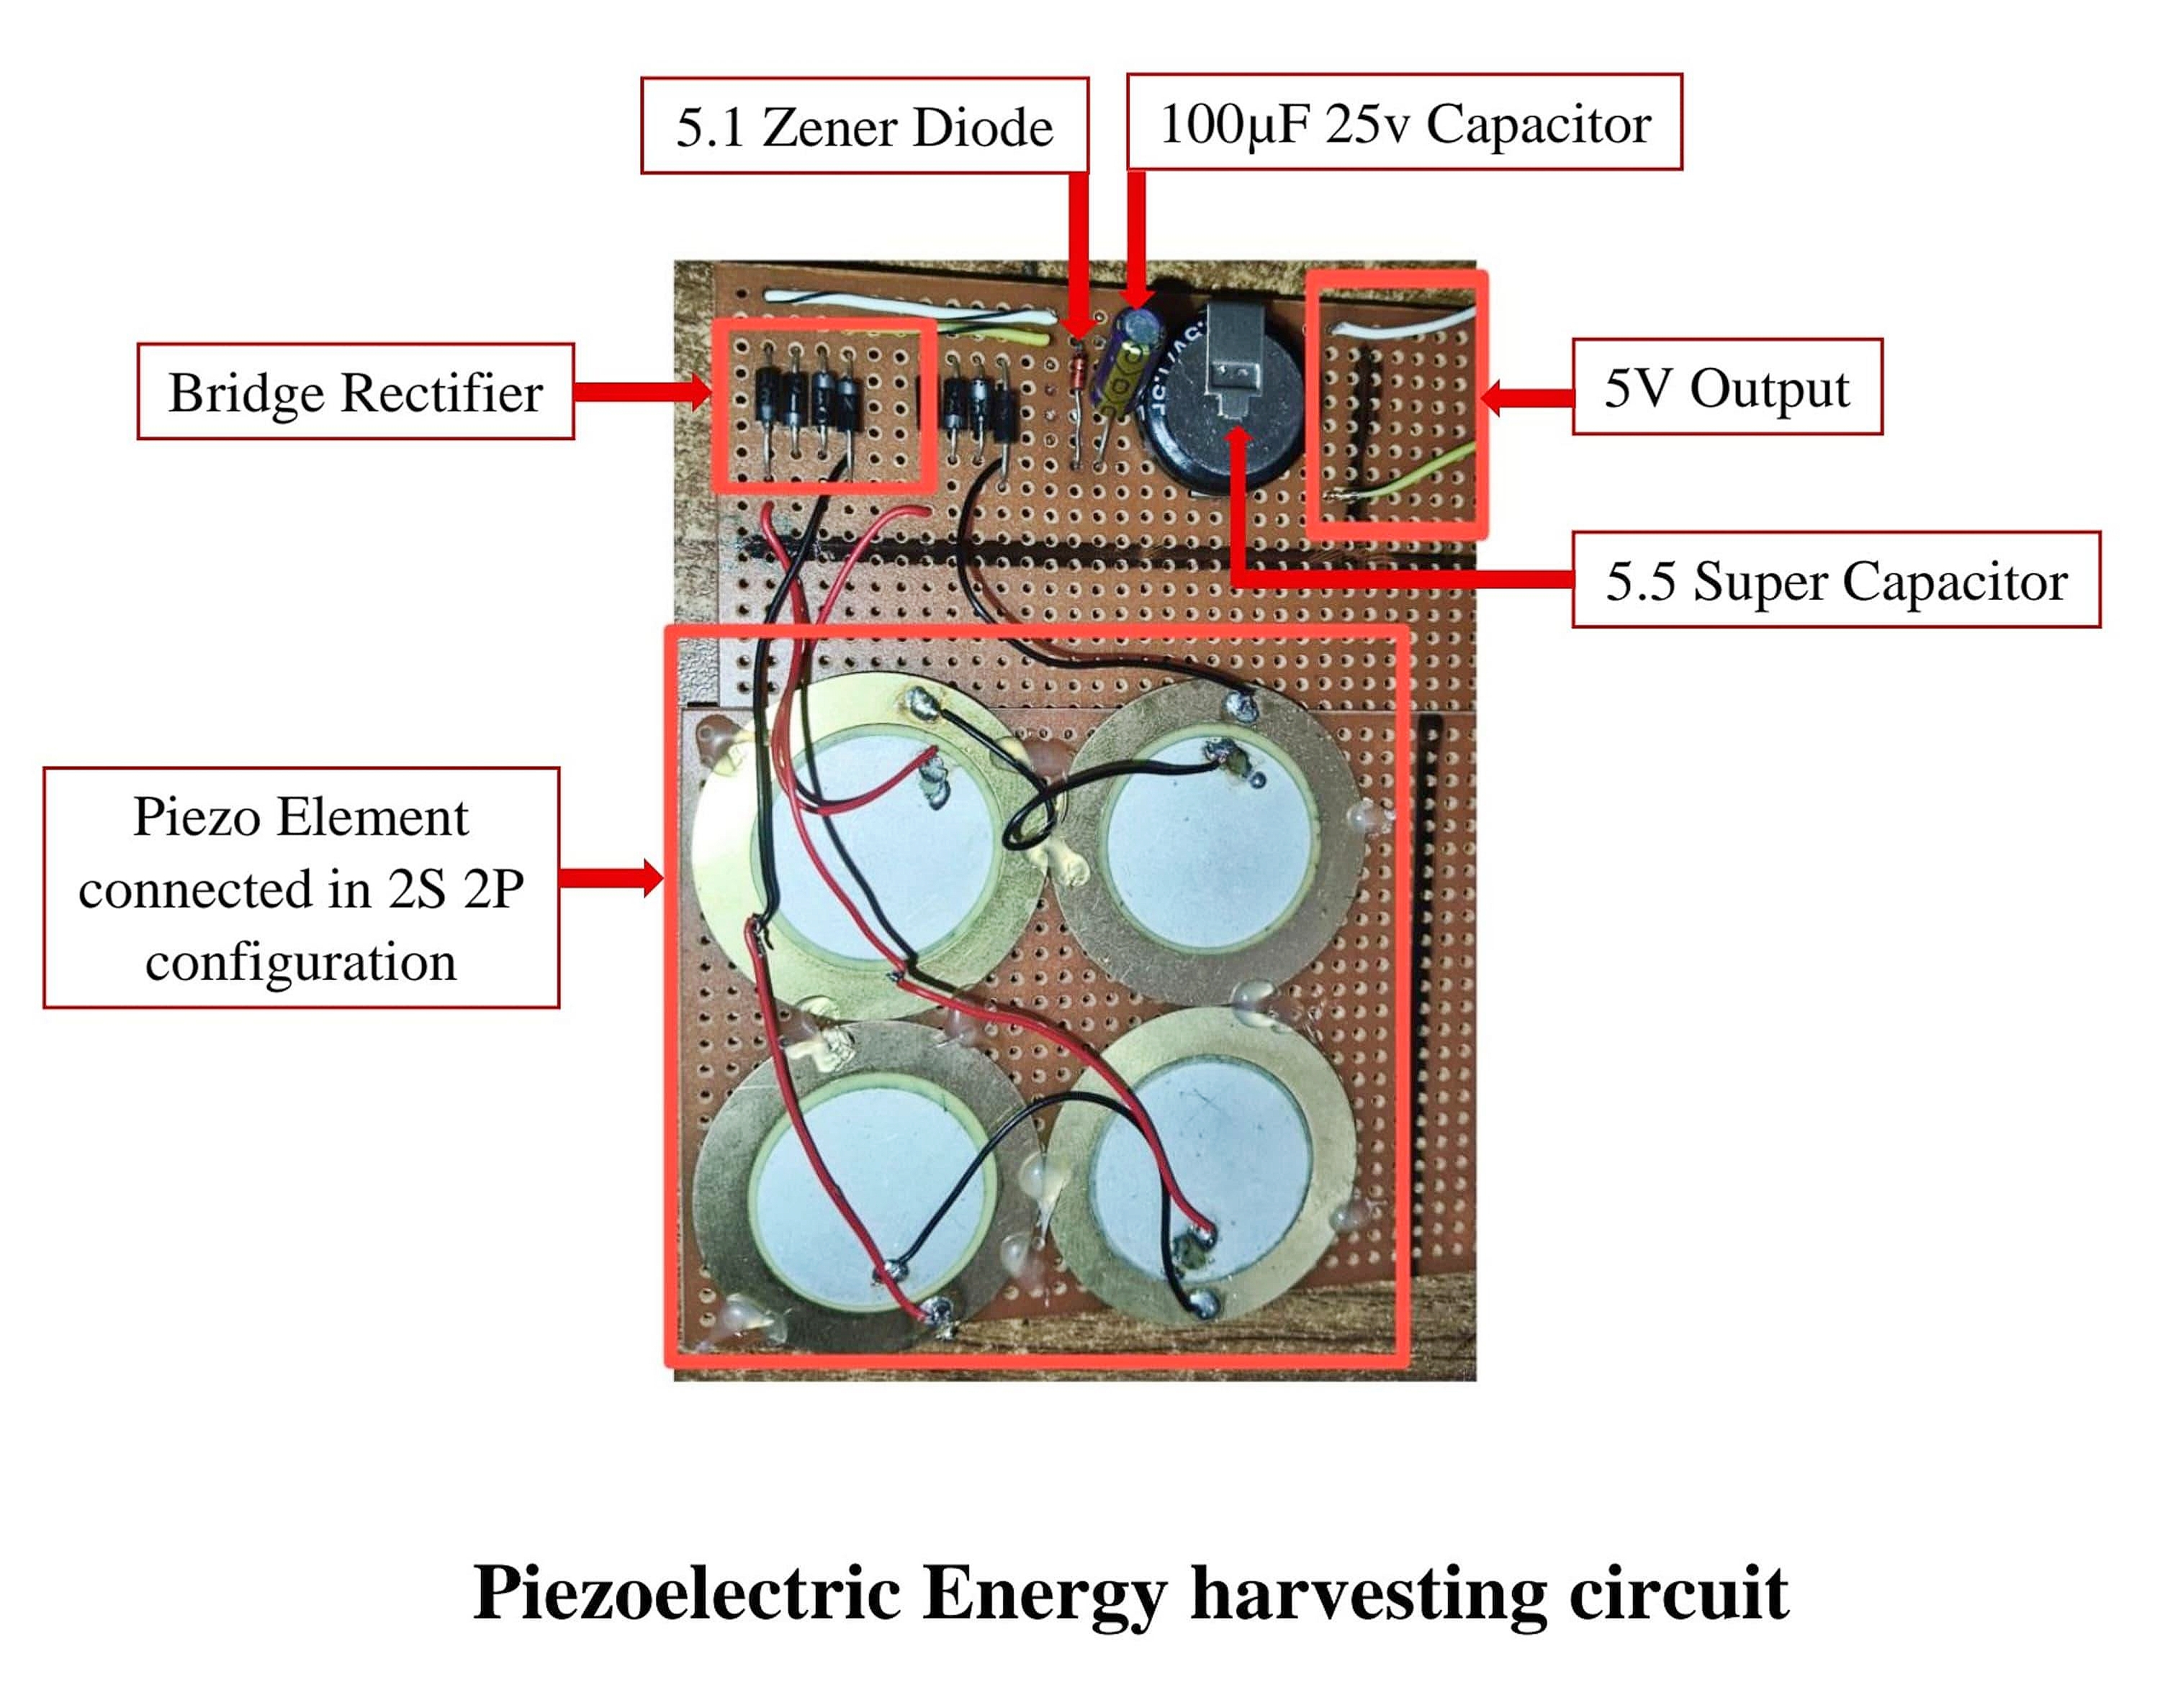 5.1 Zener Diode
100µF 25v Capacitor
Bridge Rectifier
5V Output
5.5 Super Capacitor
Piezo Element
connected in 2S 2P
configuration
Piezoelectric Energy harvesting circuit